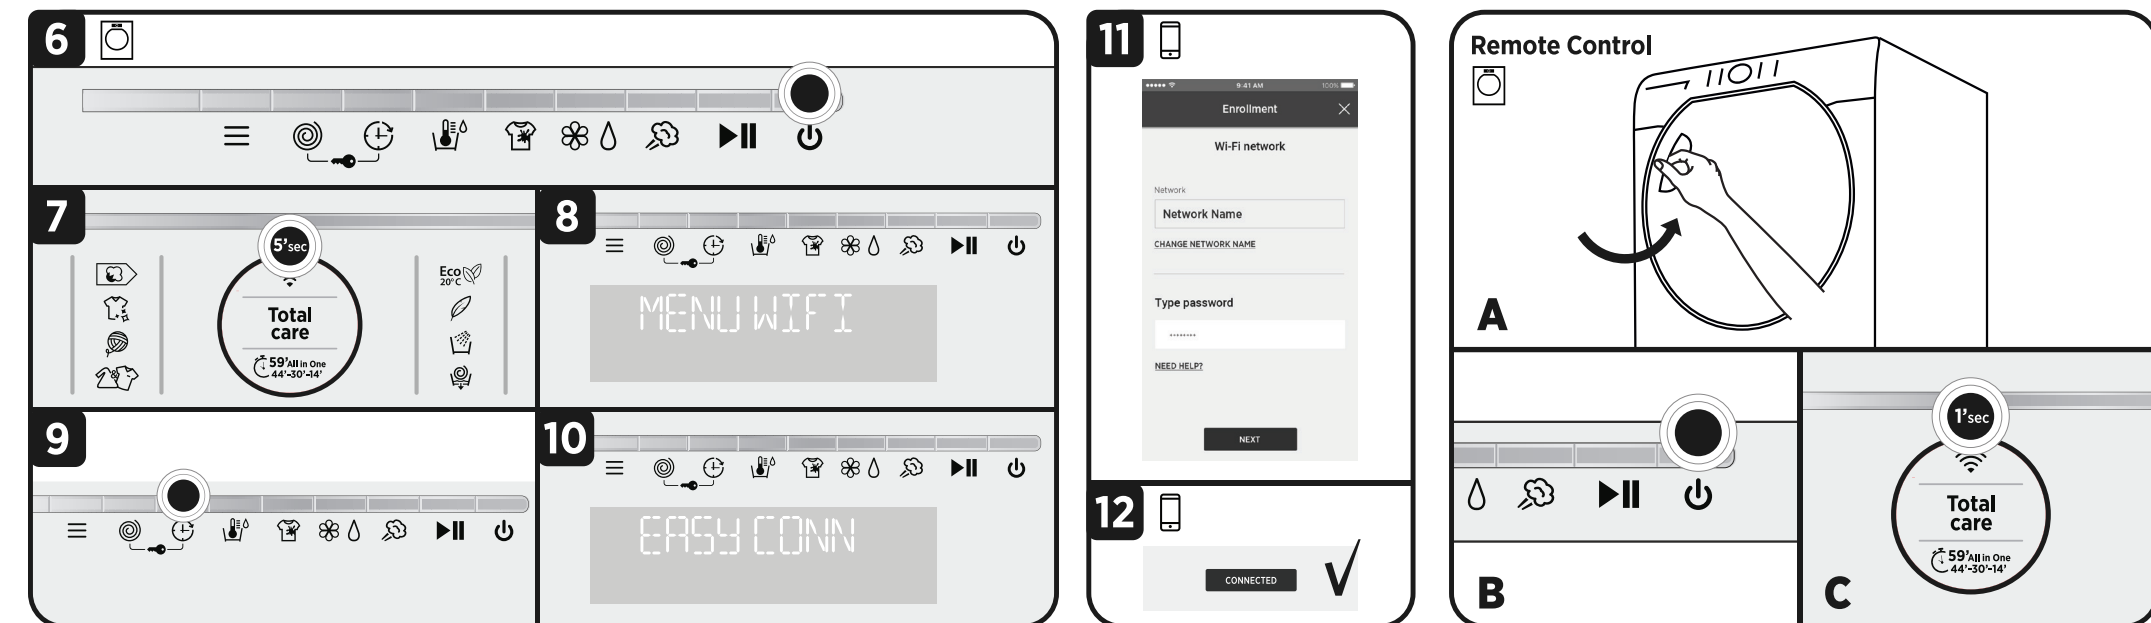 6
7
5'sec
Total
care
59'All in One
44'-30'-14'
Eco
20°C
8
MENU WIFI
9
10
EASY CONN
11
9:41 AM
100%
Enrollment
Wi-Fi network
Network
Network Name
CHANGE NETWORK NAME
Type password
········
NEED HELP?
NEXT
12
CONNECTED
Remote Control
A
B
1'sec
Total
care
59'All in One
44'-30'-14'
C